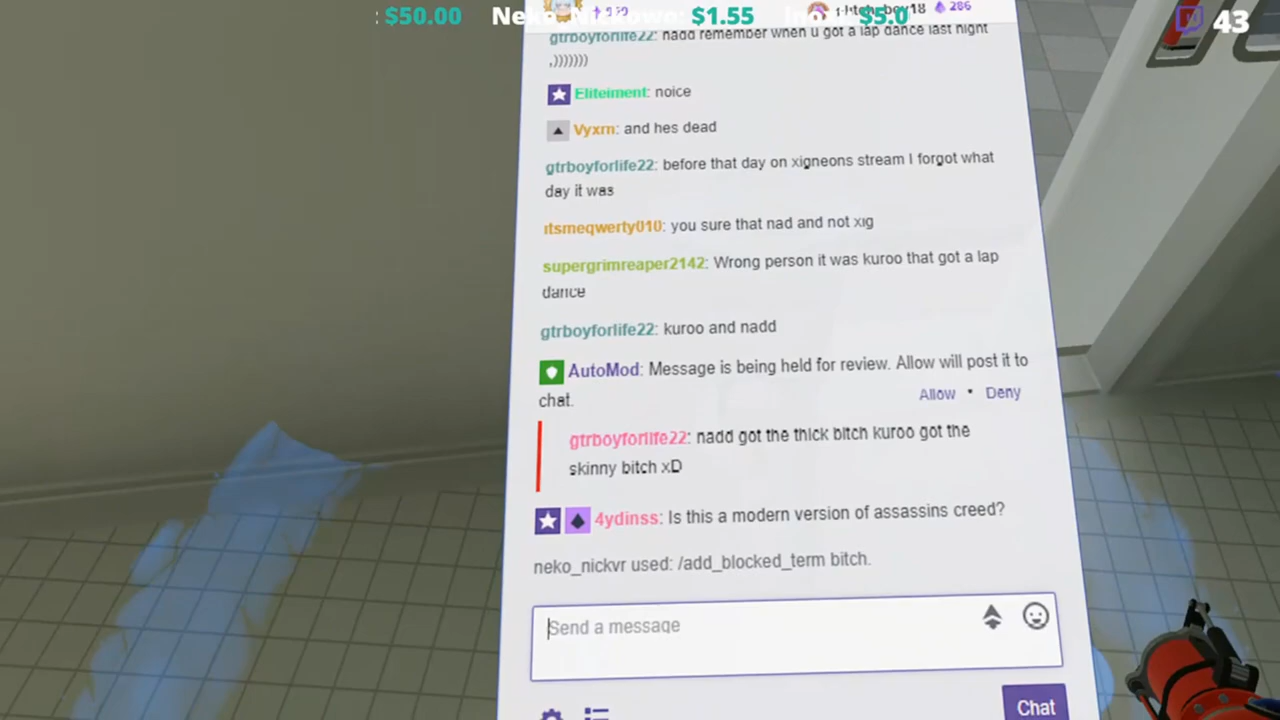 : $50.00 Neko_Nickowo: $1.55 $5.0
43
286
gtrboyforlife22: nadd remember when u got a lap dance last night
,)))))))
Eliteiment: noice
Vyxrn: and hes dead
gtrboyforlife22: before that day on xigneons stream I forgot what
day it was
itsmeqwerty010: you sure that nad and not xig
supergrimreaper2142: Wrong person it was kuroo that got a lap
dance
gtrboyforlife22: kuroo and nadd
AutoMod: Message is being held for review. Allow will post it to
chat.
Allow • Deny
gtrboyforlife22: nadd got the thick bitch kuroo got the
skinny bitch xD
4ydinss: Is this a modern version of assassins creed?
neko_nickvr used: /add_blocked_term bitch.
Send a message
Chat